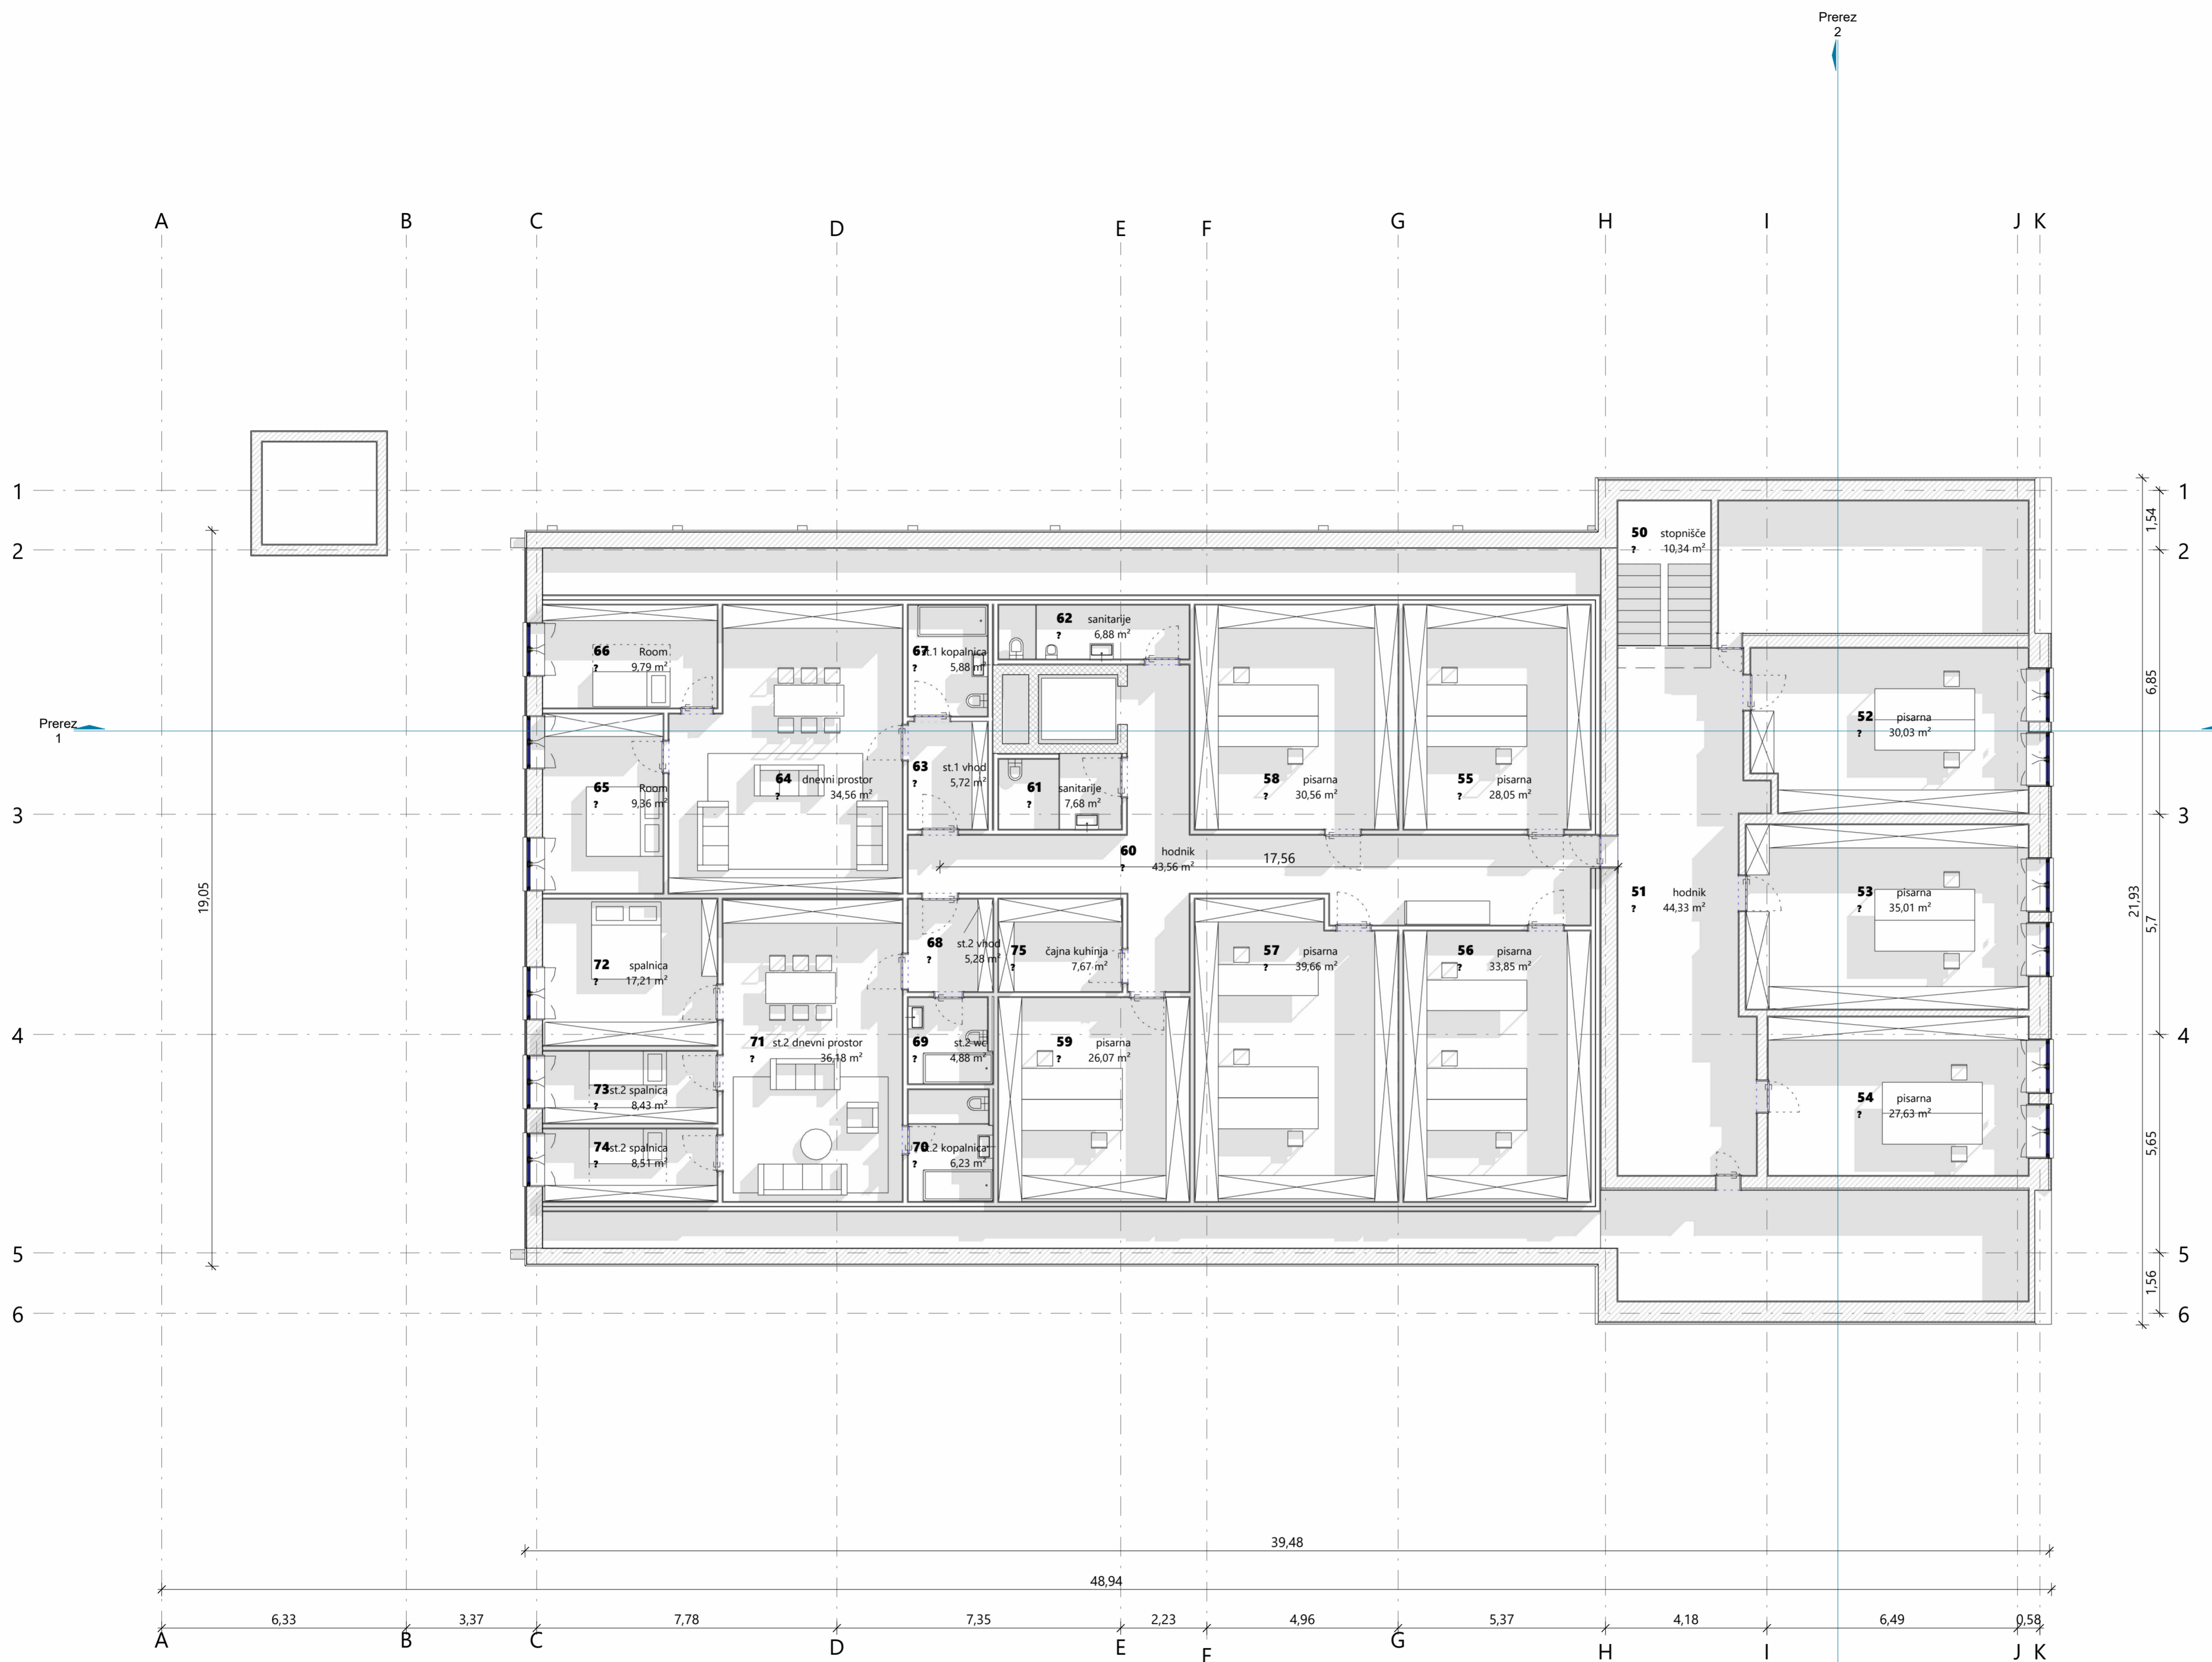 Prerez
2
A
B
C
D
E
F
G
H
I
J
K
1
1
2
2
3
3
4
4
5
5
6
6
Prerez
1
50 stopnišče
? 10,34 m²
62 sanitarije
? 6,88 m²
66 Room
? 9,79 m²
67 st.1 kopalnica
? 5,88 m²
52 pisarna
? 30,03 m²
63 st.1 vhod
? 5,72 m²
64 dnevni prostor
? 34,56 m²
65 Room
? 9,36 m²
61 sanitarije
? 7,68 m²
58 pisarna
? 30,56 m²
55 pisarna
? 28,05 m²
60 hodnik
? 43,56 m²
17,56
51 hodnik
? 44,33 m²
53 pisarna
? 35,01 m²
72 spalnica
? 17,21 m²
68 st.2 vhod
? 5,28 m²
75 čajna kuhinja
? 7,67 m²
57 pisarna
? 39,66 m²
56 pisarna
? 33,85 m²
71 st.2 dnevni prostor
? 36,18 m²
69 st.2 wc
? 4,88 m²
59 pisarna
? 26,07 m²
73 st.2 spalnica
? 8,43 m²
54 pisarna
? 27,63 m²
74 st.2 spalnica
? 8,51 m²
70 st.2 kopalnica
? 6,23 m²
19,05
1,54
6,85
5,7
5,65
1,56
21,93
39,48
48,94
6,33
3,37
7,78
7,35
2,23
4,96
5,37
4,18
6,49
0,58
A
B
C
D
E
F
G
H
I
J
K